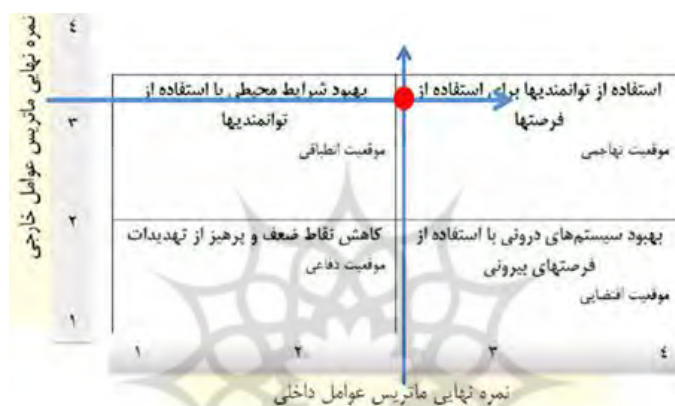 نمره نهایی ماتریس عوامل خارجی
٤
۳
۲
۱
بهبود شرایط محیطی با استفاده از
توانمندیها
موقعیت انطباقی
استفاده از توانمندیها برای استفاده از
فرصتها
موقعیت تهاجمی
کاهش نقاط ضعف و پرهیز از تهدیدات
موقعیت دفاعی
بهبود سیستم‌های درونی با استفاده از
فرصتهای بیرونی
موقعیت اقتضایی
۱
۲
۳
٤
نمره نهایی ماتریس عوامل داخلی